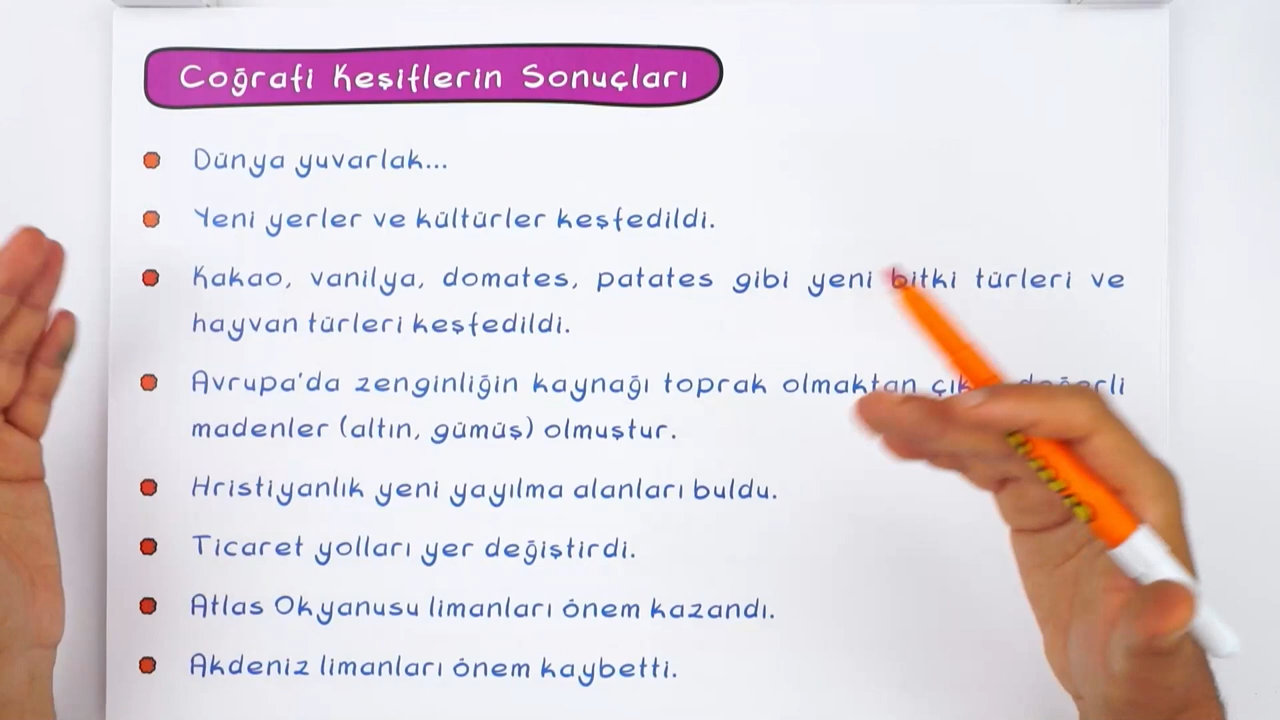 Coğrafi Keşiflerin Sonuçları
Dünya yuvarlak...
Yeni yerler ve kültürler keşfedildi.
Kakao, vanilya, domates, patates gibi yeni bitki türleri ve
hayvan türleri keşfedildi.
Avrupa'da zenginliğin kaynağı toprak olmaktan
madenler (altın, gümüş) olmuştur.
Hristiyanlık yeni yayılma alanları buldu.
Ticaret yolları yer değiştirdi.
Atlas Okyanusu limanları önem kazandı.
Akdeniz limanları önem kaybetti.